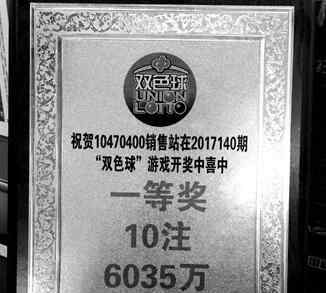 双色球
UNION
LOTTO
祝贺10470400销售站在2017140期
“双色球”游戏开奖中喜中
一等奖
10注
6035万